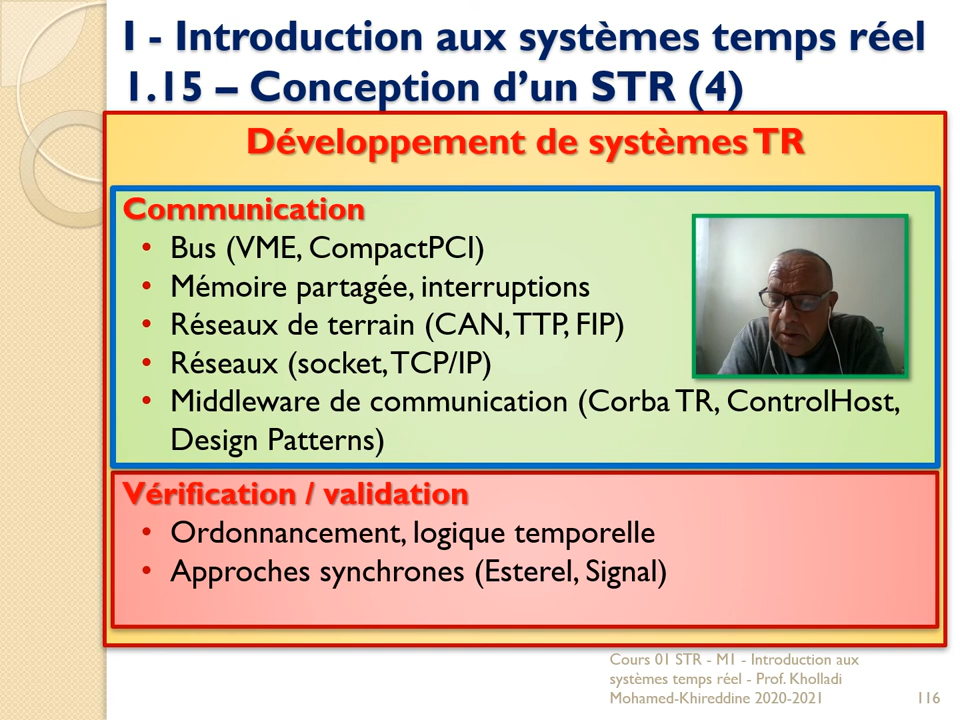 I - Introduction aux systèmes temps réel
1.15 – Conception d’un STR (4)
Développement de systèmes TR
Communication
• Bus (VME, CompactPCI)
• Mémoire partagée, interruptions
• Réseaux de terrain (CAN, TTP, FIP)
• Réseaux (socket, TCP/IP)
• Middleware de communication (Corba TR, ControlHost,
Design Patterns)
Vérification / validation
• Ordonnancement, logique temporelle
• Approches synchrones (Esterel, Signal)
Cours 01 STR - M1 - Introduction aux
systèmes temps réel - Prof. Kholladi
Mohamed-Khireddine 2020-2021
116